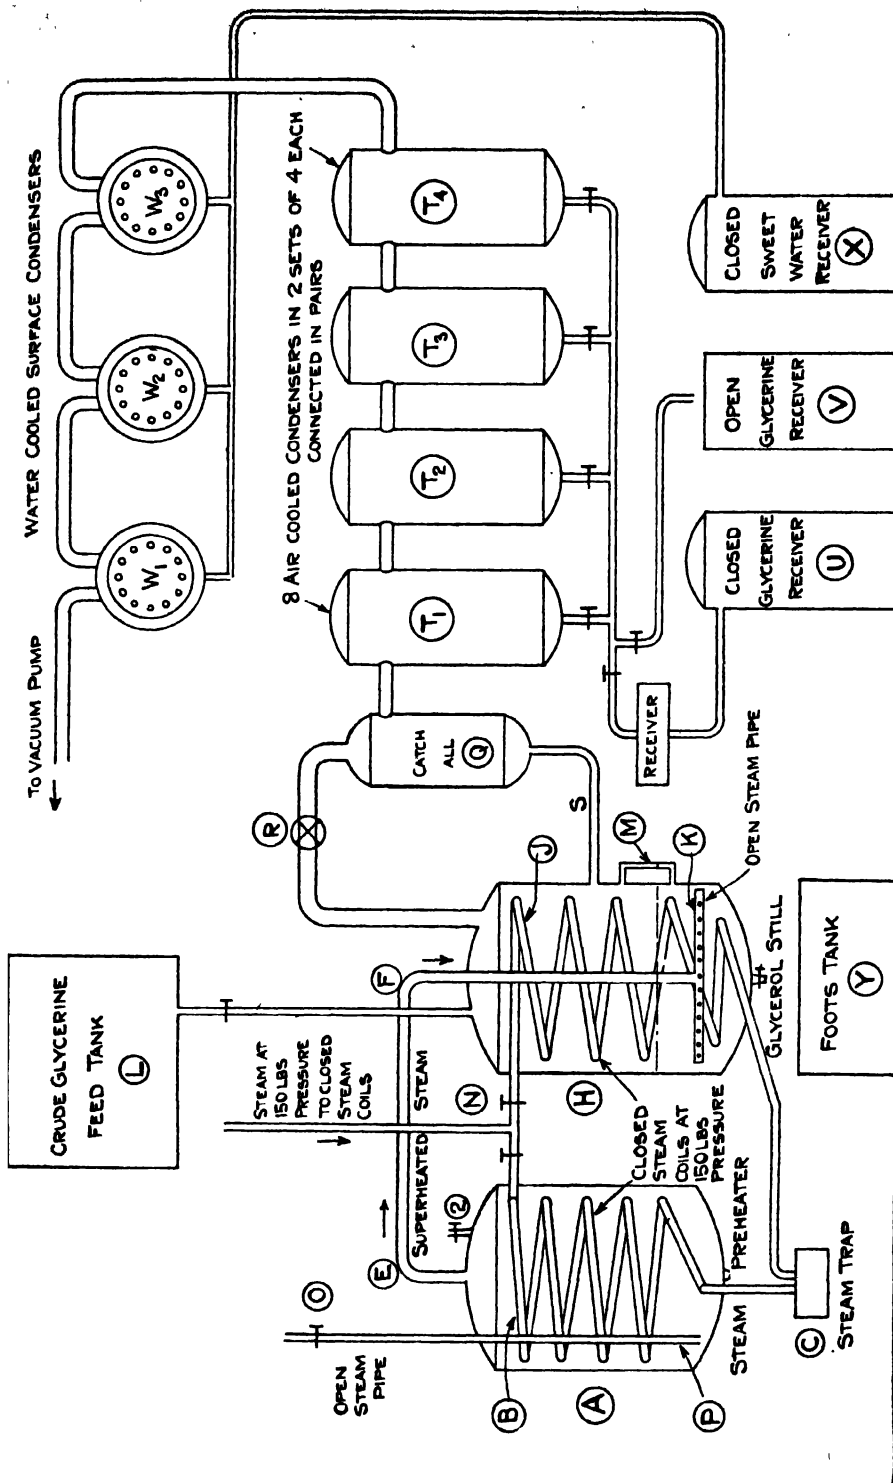 CRUDE GLYCERINE
FEED TANK
L
TO VACUUM PUMP
WATER COOLED SURFACE CONDENSERS
W1
W2
W3
8 AIR COOLED CONDENSERS IN 2 SETS OF 4 EACH
CONNECTED IN PAIRS
STEAM AT
150 LBS
PRESSURE
TO CLOSED
STEAM
COILS
OPEN
STEAM
PIPE
O
E
SUPERHEATED STEAM
F
R
2
N
B
A
P
CLOSED
STEAM
COILS AT
150 LBS
PRESSURE
H
J
S
M
K
CATCH
ALL
Q
T1
T2
T3
T4
STEAM PREHEATER
C
STEAM TRAP
GLYCEROL STILL
OPEN STEAM PIPE
RECEIVER
FOOTS TANK
Y
CLOSED
GLYCERINE
RECEIVER
U
OPEN
GLYCERINE
RECEIVER
V
CLOSED
SWEET
WATER
RECEIVER
X